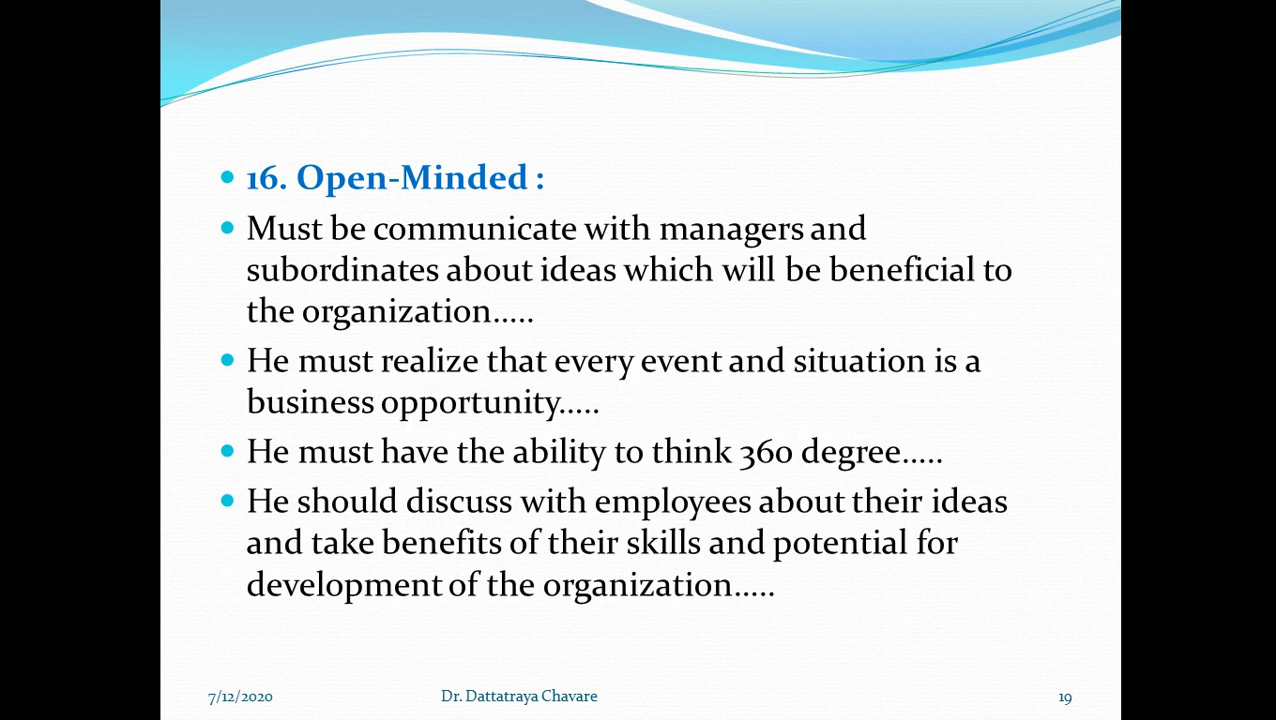 16. Open-Minded :
Must be communicate with managers and
subordinates about ideas which will be beneficial to
the organization…..
He must realize that every event and situation is a
business opportunity…..
He must have the ability to think 360 degree…..
He should discuss with employees about their ideas
and take benefits of their skills and potential for
development of the organization…..
7/12/2020 Dr. Dattatraya Chavare 19